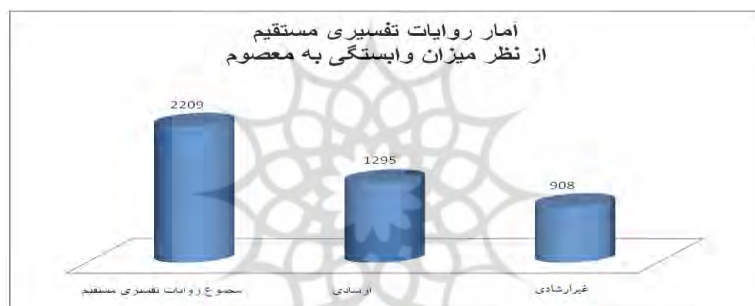 آمار روایات تفسیری مستقیم
از نظر میزان وابستگی به معصوم
2209
1295
908
مجموع روایات تفسیری مستقیم
ارشادی
غیرارشادی